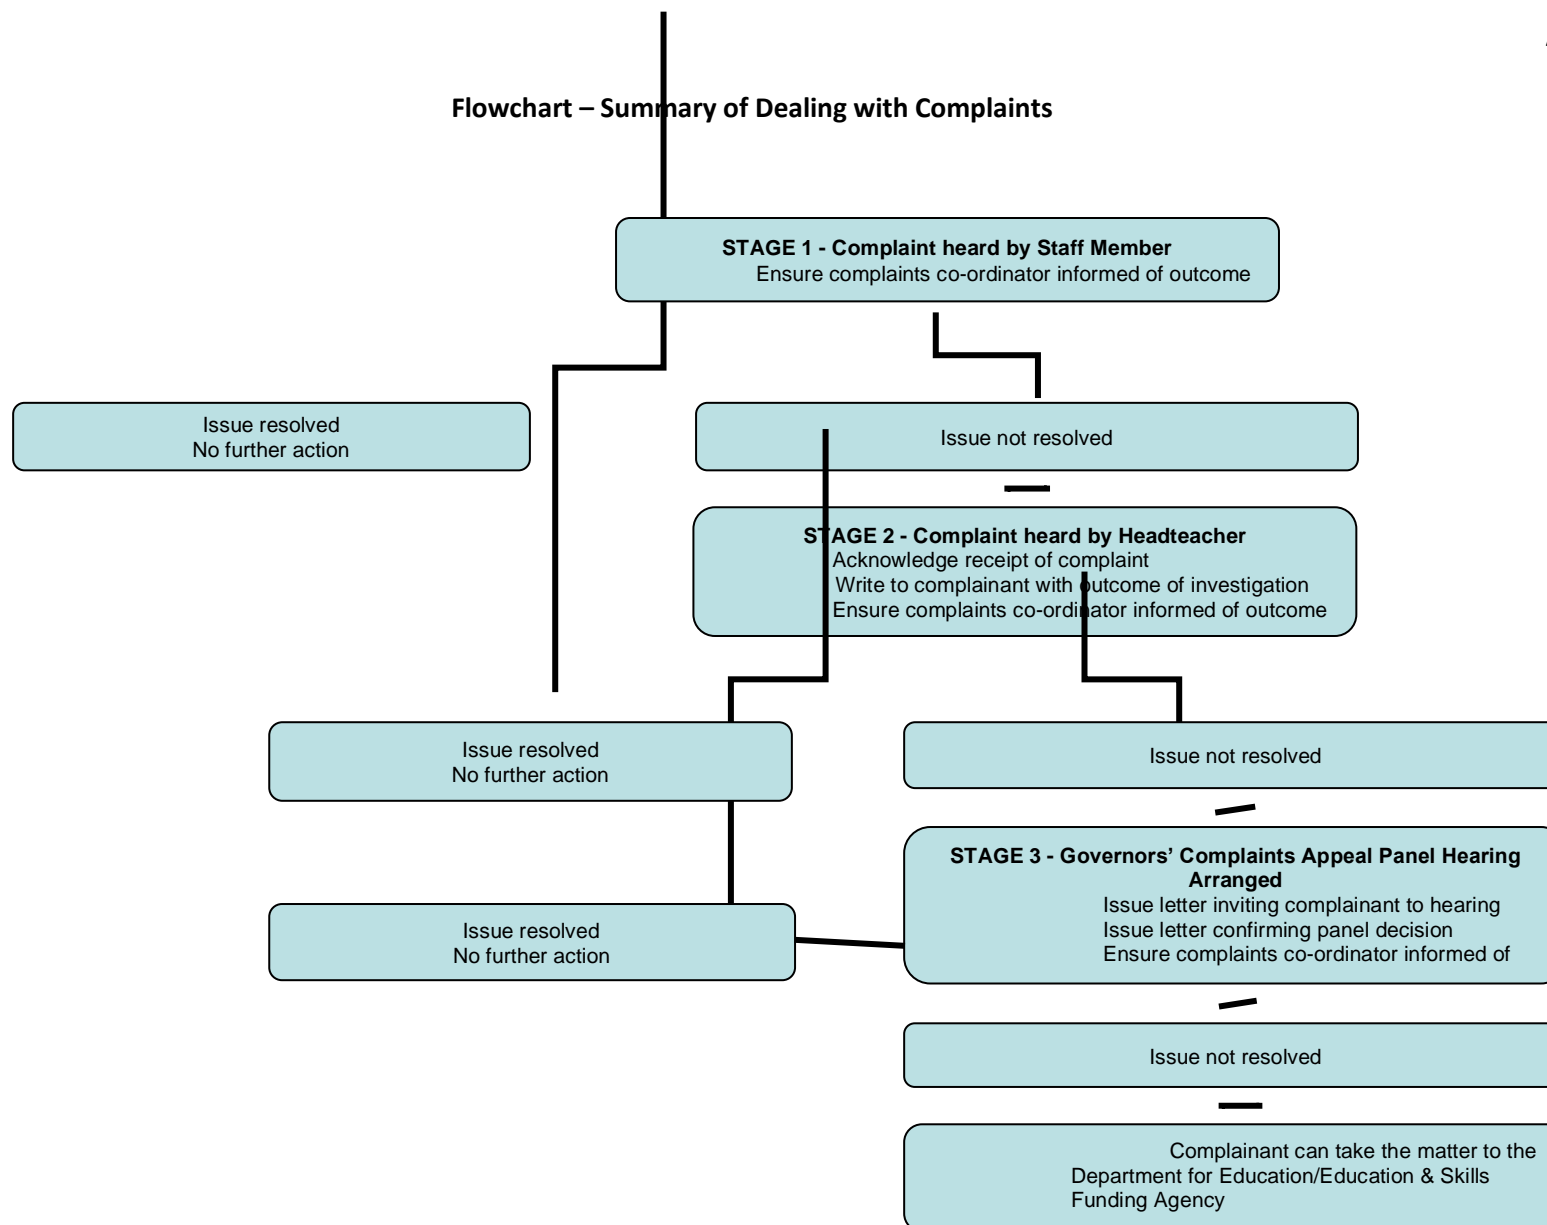 Flowchart – Summary of Dealing with Complaints
STAGE 1 - Complaint heard by Staff Member
Ensure complaints co-ordinator informed of outcome
Issue resolved
No further action
Issue not resolved
STAGE 2 - Complaint heard by Headteacher
Acknowledge receipt of complaint
Write to complainant with outcome of investigation
Ensure complaints co-ordinator informed of outcome
Issue resolved
No further action
Issue not resolved
STAGE 3 - Governors’ Complaints Appeal Panel Hearing
Arranged
Issue letter inviting complainant to hearing
Issue letter confirming panel decision
Ensure complaints co-ordinator informed of
Issue resolved
No further action
Issue not resolved
Complainant can take the matter to the
Department for Education/Education & Skills
Funding Agency